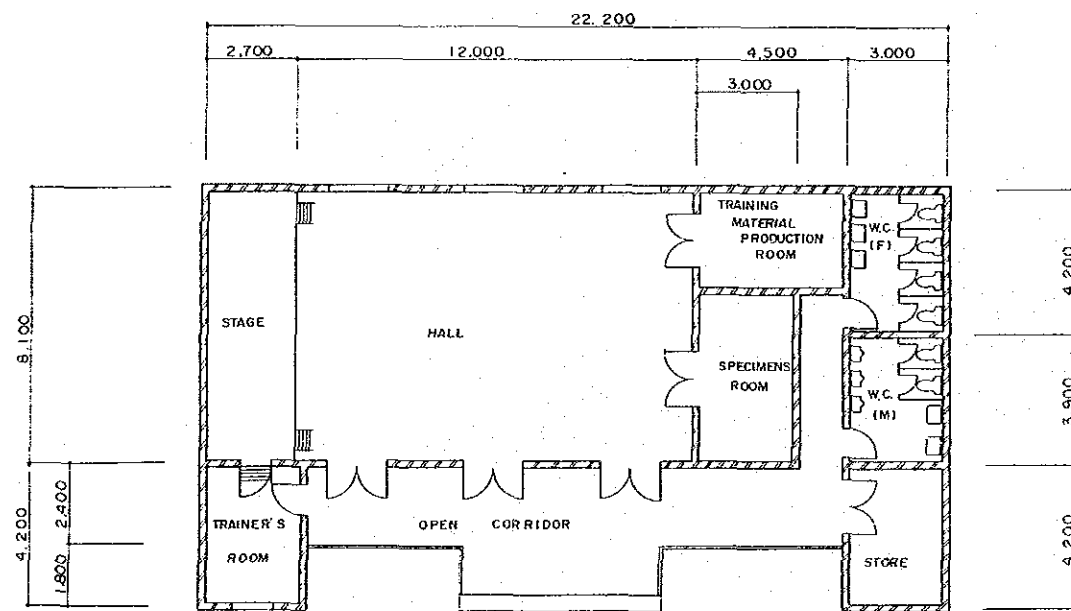 22.200
2,700
12.000
4,500
3.000
3.000
TRAINING
MATERIAL
PRODUCTION
ROOM
W.C.
(F)
4.200
8.100
STAGE
HALL
SPECIMENS
ROOM
W.C.
(M)
3.900
4,200
2.400
1.800
TRAINER'S
ROOM
OPEN CORRIDOR
STORE
4.200